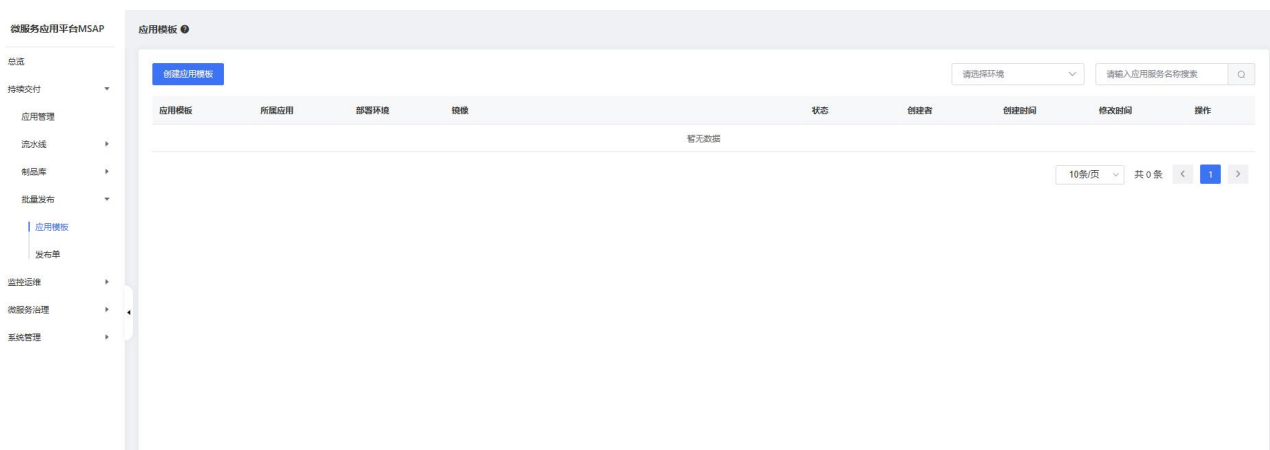 微服务应用平台MSAP
应用模板
总览
创建应用模板
请选择环境
请输入应用服务名称搜索
持续交付
应用模板 所属应用 部署环境 镜像 状态 创建者 创建时间 修改时间 操作
应用管理
暂无数据
流水线
制品库
10条/页 共 0 条 < 1 >
批量发布
应用模板
发布单
监控运维
微服务治理
系统管理